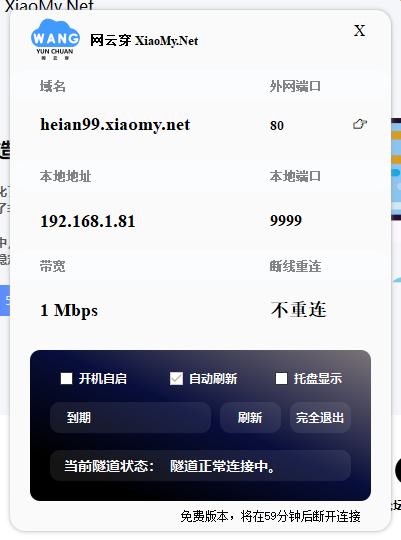 XiaoMy.Net
WANG
YUN CHUAN
网云穿
网云穿 XiaoMy.Net
X
域名
外网端口
heian99.xiaomy.net
80
本地地址
本地端口
192.168.1.81
9999
带宽
断线重连
1 Mbps
不重连
开机自启
自动刷新
托盘显示
到期
刷新
完全退出
当前隧道状态： 隧道正常连接中。
免费版本，将在59分钟后断开连接